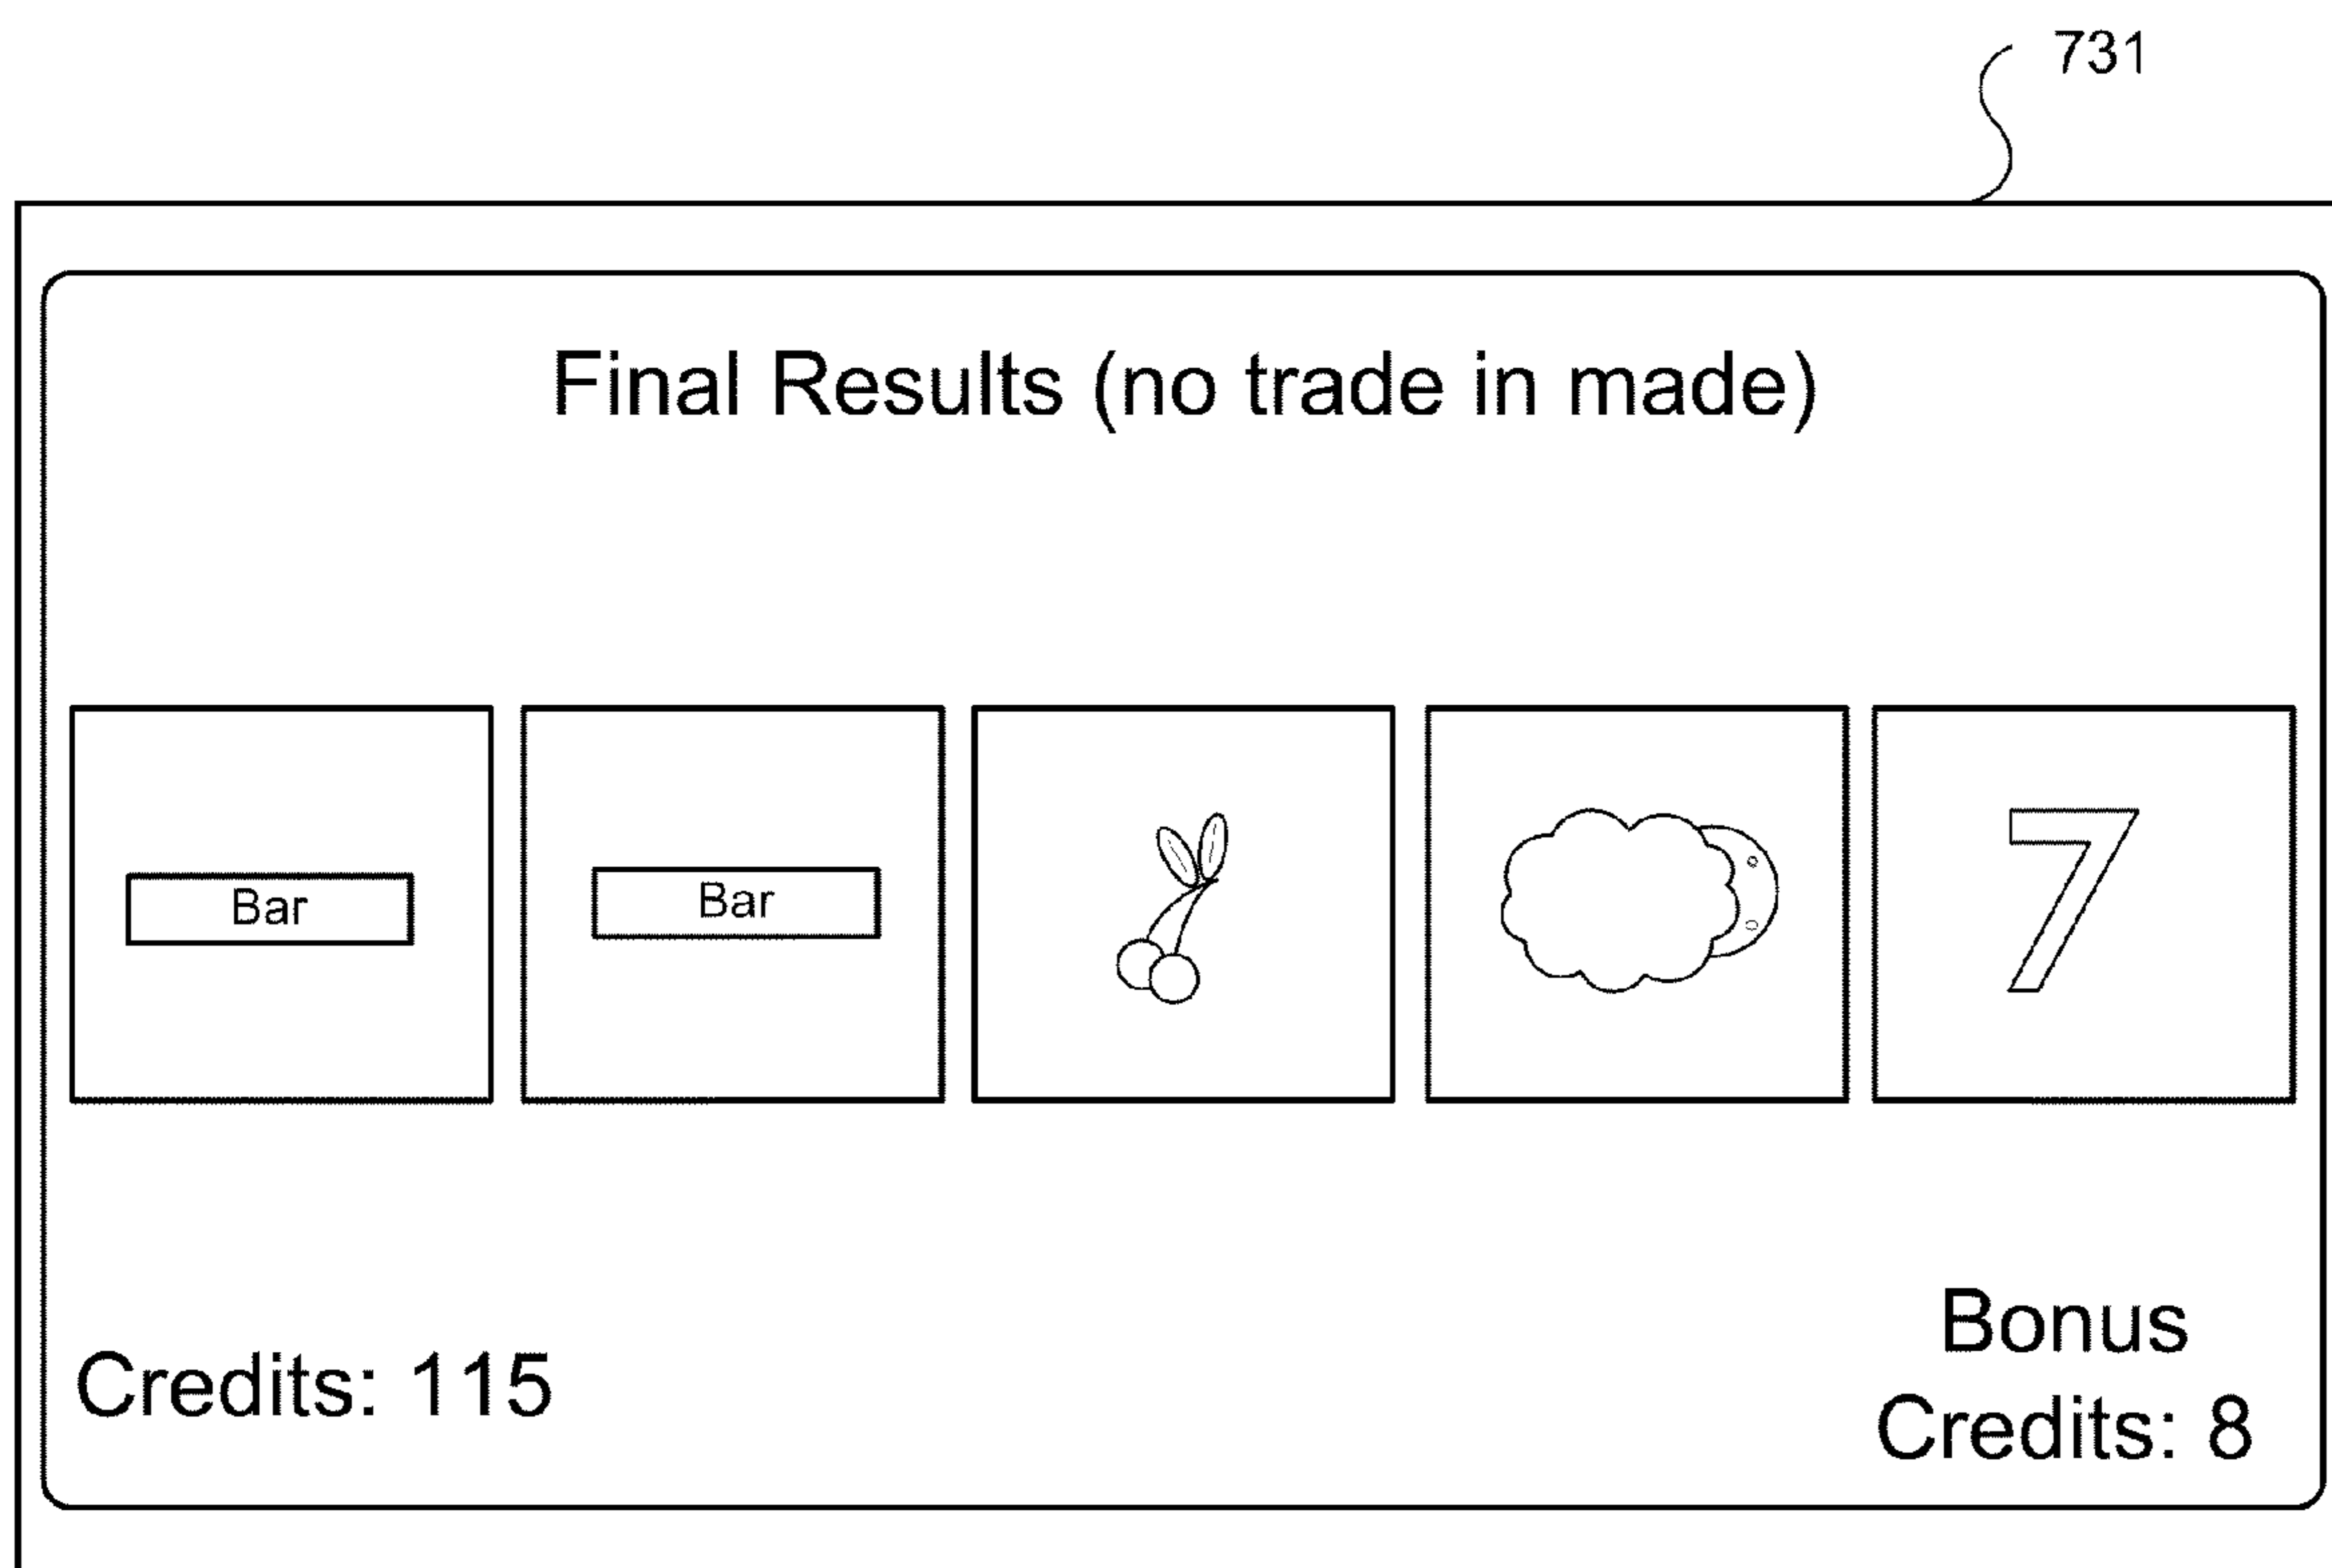 731
Final Results (no trade in made)
Bar
Bar
7
Credits: 115
Bonus
Credits: 8